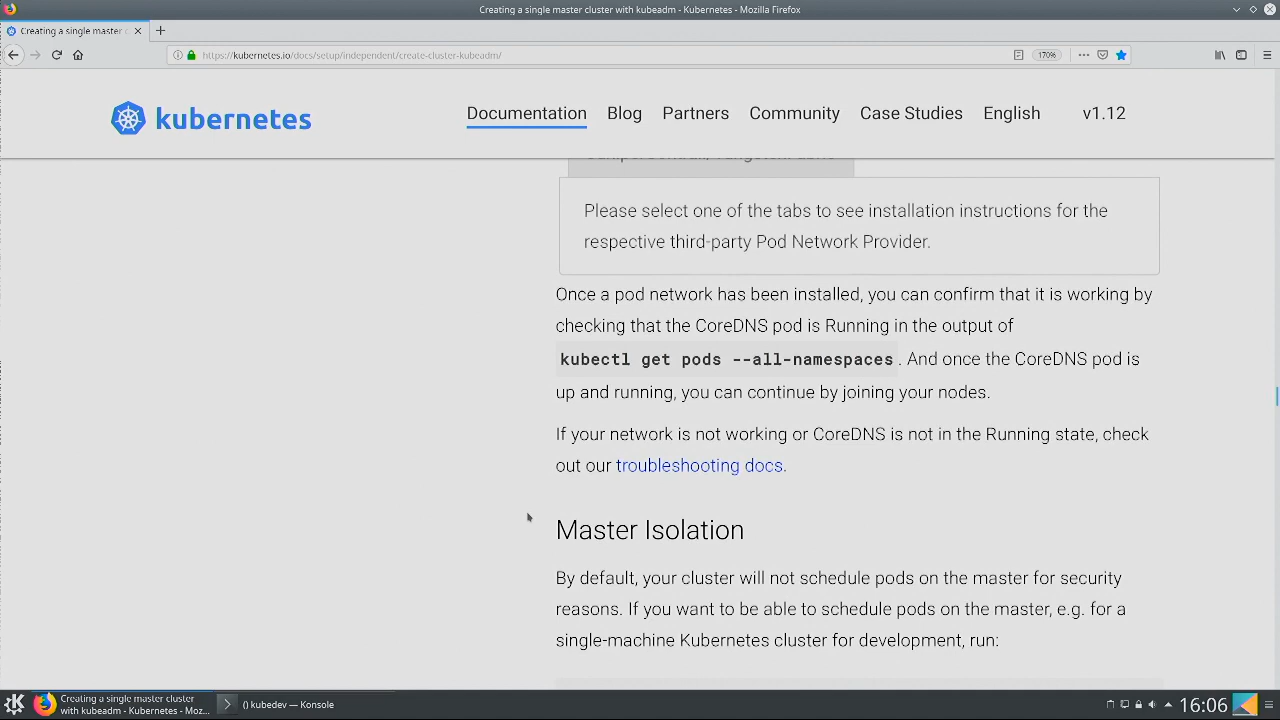 Creating a single master cluster with kubeadm - Kubernetes - Mozilla Firefox
Creating a single master
https://kubernetes.io/docs/setup/independent/create-cluster-kubeadm/
170%
kubernetes
Documentation
Blog
Partners
Community
Case Studies
English
v1.12
Please select one of the tabs to see installation instructions for the
respective third-party Pod Network Provider.
Once a pod network has been installed, you can confirm that it is working by
checking that the CoreDNS pod is Running in the output of
kubectl get pods --all-namespaces. And once the CoreDNS pod is
up and running, you can continue by joining your nodes.
If your network is not working or CoreDNS is not in the Running state, check
out our troubleshooting docs.
Master Isolation
By default, your cluster will not schedule pods on the master for security
reasons. If you want to be able to schedule pods on the master, e.g. for a
single-machine Kubernetes cluster for development, run:
Creating a single master cluster
with kubeadm - Kubernetes - Moz...
() kubedev — Konsole
16:06